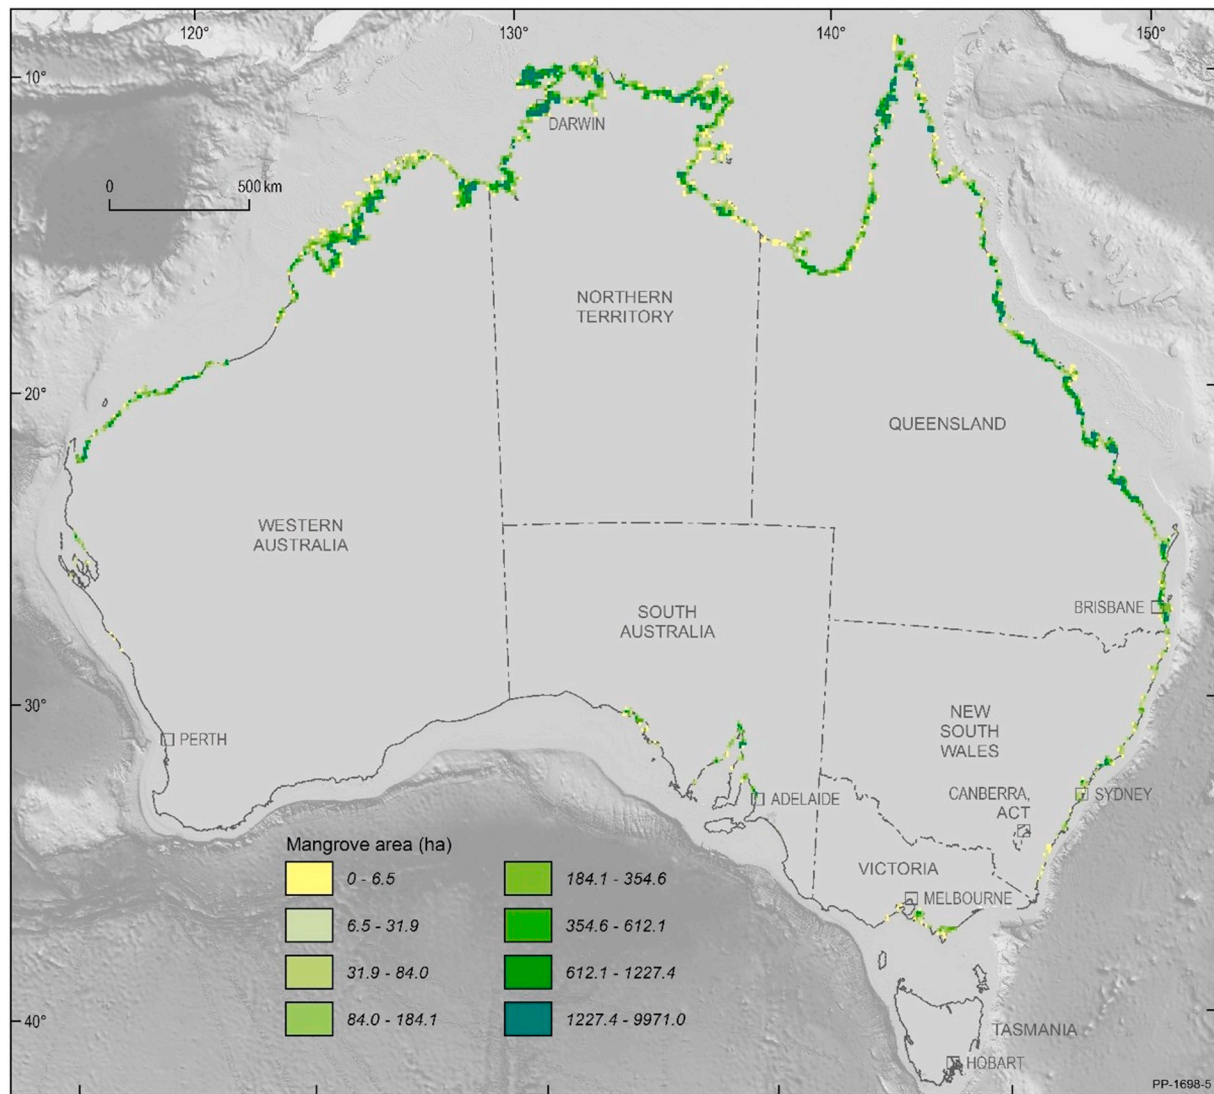 120°
130°
140°
150°
10°
DARWIN
0
500 km
NORTHERN
TERRITORY
20°
QUEENSLAND
WESTERN
AUSTRALIA
SOUTH
AUSTRALIA
BRISBANE
30°
PERTH
NEW
SOUTH
WALES
CANBERRA,
ACT
SYDNEY
ADELAIDE
VICTORIA
MELBOURNE
Mangrove area (ha)
0 - 6.5
6.5 - 31.9
31.9 - 84.0
84.0 - 184.1
184.1 - 354.6
354.6 - 612.1
612.1 - 1227.4
1227.4 - 9971.0
40°
TASMANIA
HOBART
PP-1698-5